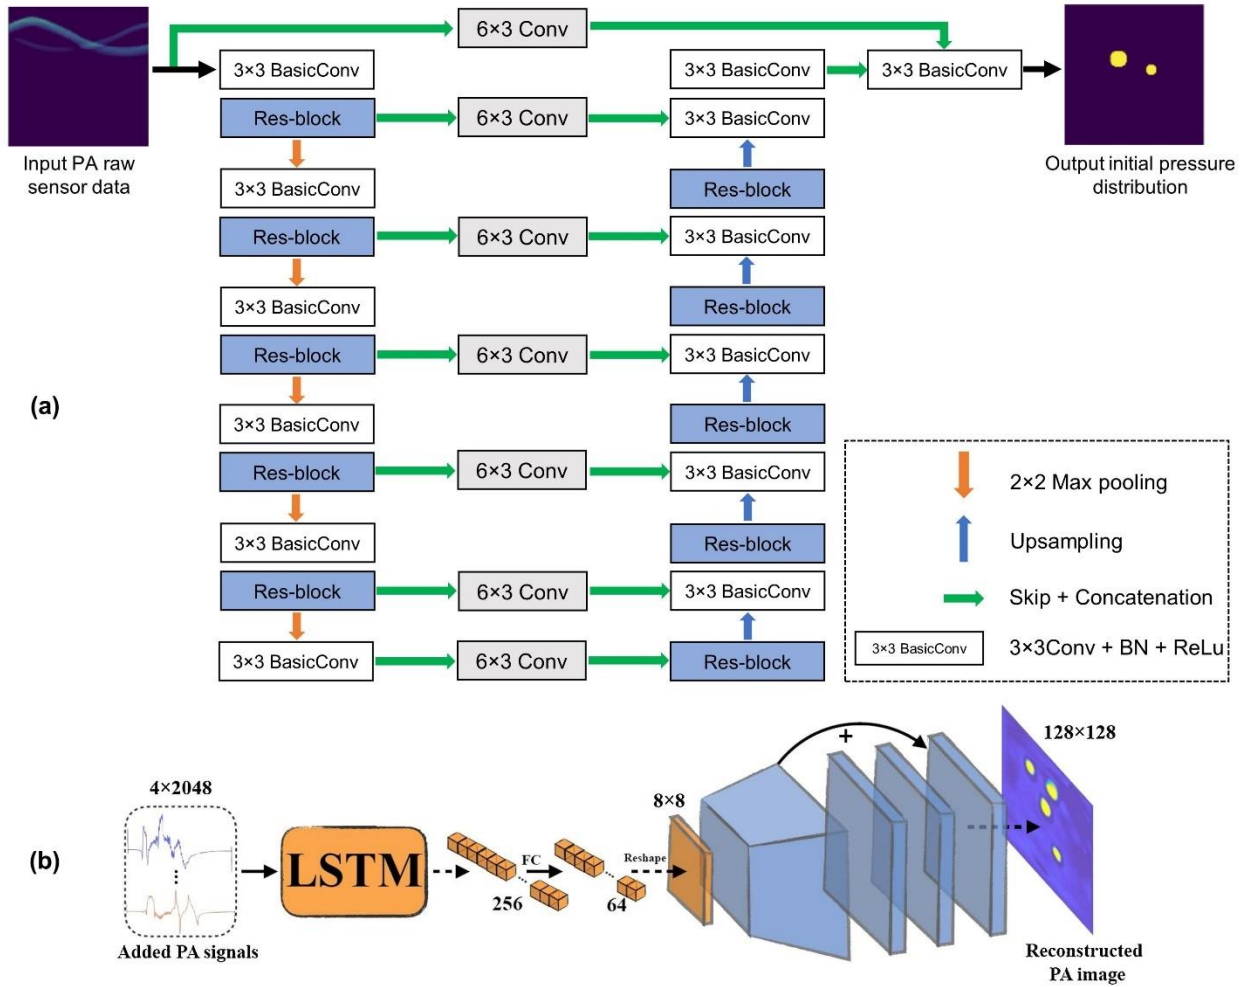 6×3 Conv
3×3 BasicConv
3×3 BasicConv
3×3 BasicConv
Res-block
6×3 Conv
3×3 BasicConv
Input PA raw
sensor data
Output initial pressure
distribution
3×3 BasicConv
Res-block
Res-block
6×3 Conv
3×3 BasicConv
3×3 BasicConv
Res-block
Res-block
6×3 Conv
3×3 BasicConv
(a)
3×3 BasicConv
Res-block
Res-block
6×3 Conv
3×3 BasicConv
2×2 Max pooling
3×3 BasicConv
Res-block
Upsampling
Res-block
6×3 Conv
3×3 BasicConv
Skip + Concatenation
3×3 BasicConv
6×3 Conv
Res-block
3×3 BasicConv
3×3Conv + BN + ReLu
4×2048
LSTM
FC
256
64
Reshape
8×8
+
128×128
(b)
Added PA signals
Reconstructed
PA image